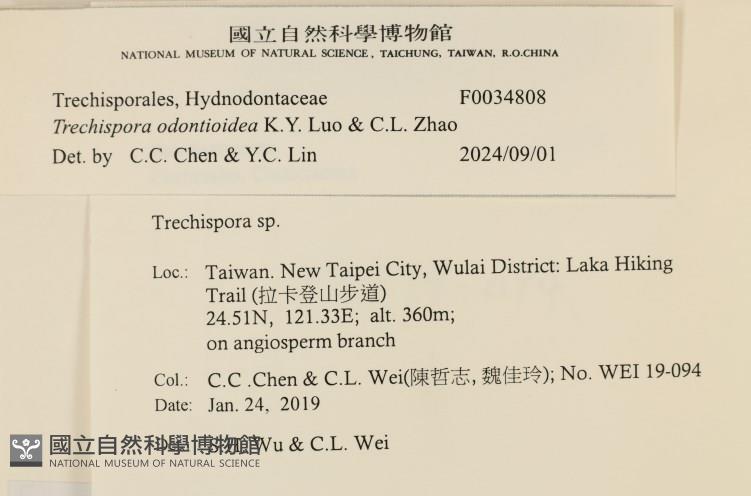 國立自然科學博物館
NATIONAL MUSEUM OF NATURAL SCIENCE, TAICHUNG, TAIWAN, R.O.CHINA
Trechisporales, Hydnodontaceae F0034808
Trechispora odontioidea K.Y. Luo & C.L. Zhao
Det. by C.C. Chen & Y.C. Lin 2024/09/01
Trechispora sp.
Loc.: Taiwan. New Taipei City, Wulai District: Laka Hiking
Trail (拉卡登山步道)
24.51N, 121.33E; alt. 360m;
on angiosperm branch
Col.: C.C .Chen & C.L. Wei(陳哲志, 魏佳玲); No. WEI 19-094
Date: Jan. 24, 2019
Wu & C.L. Wei
國立自然科學博物館
NATIONAL MUSEUM OF NATURAL SCIENCE